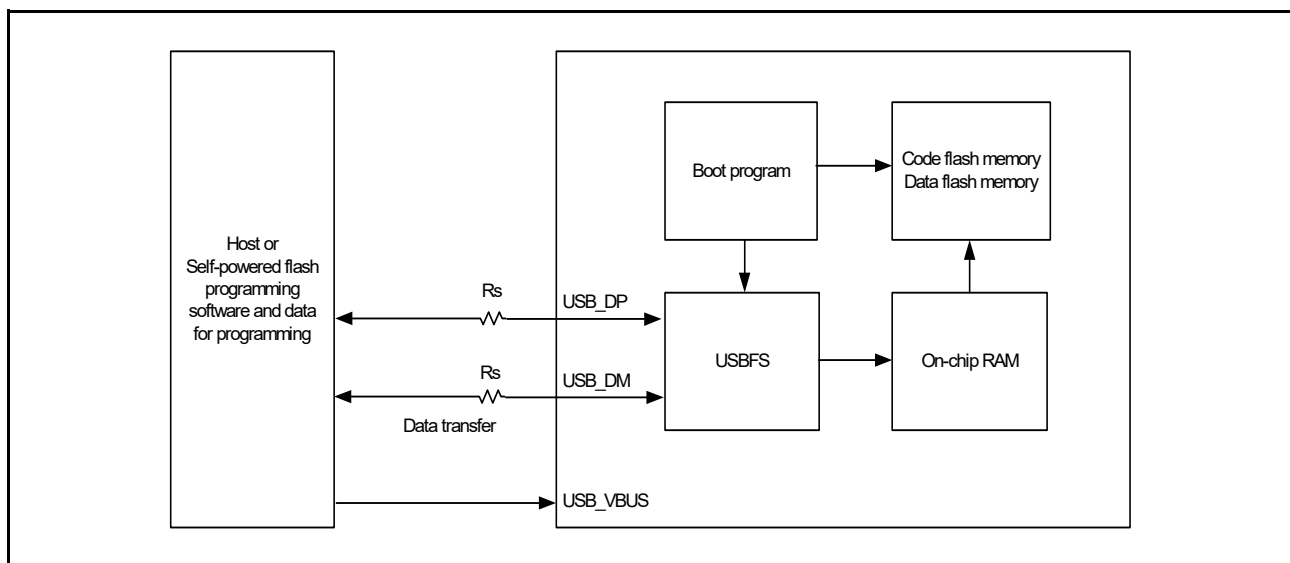 Host or
Self-powered flash
programming
software and data
for programming
Rs
USB_DP
Rs
USB_DM
Data transfer
USB_VBUS
Boot program
Code flash memory
Data flash memory
USBFS
On-chip RAM